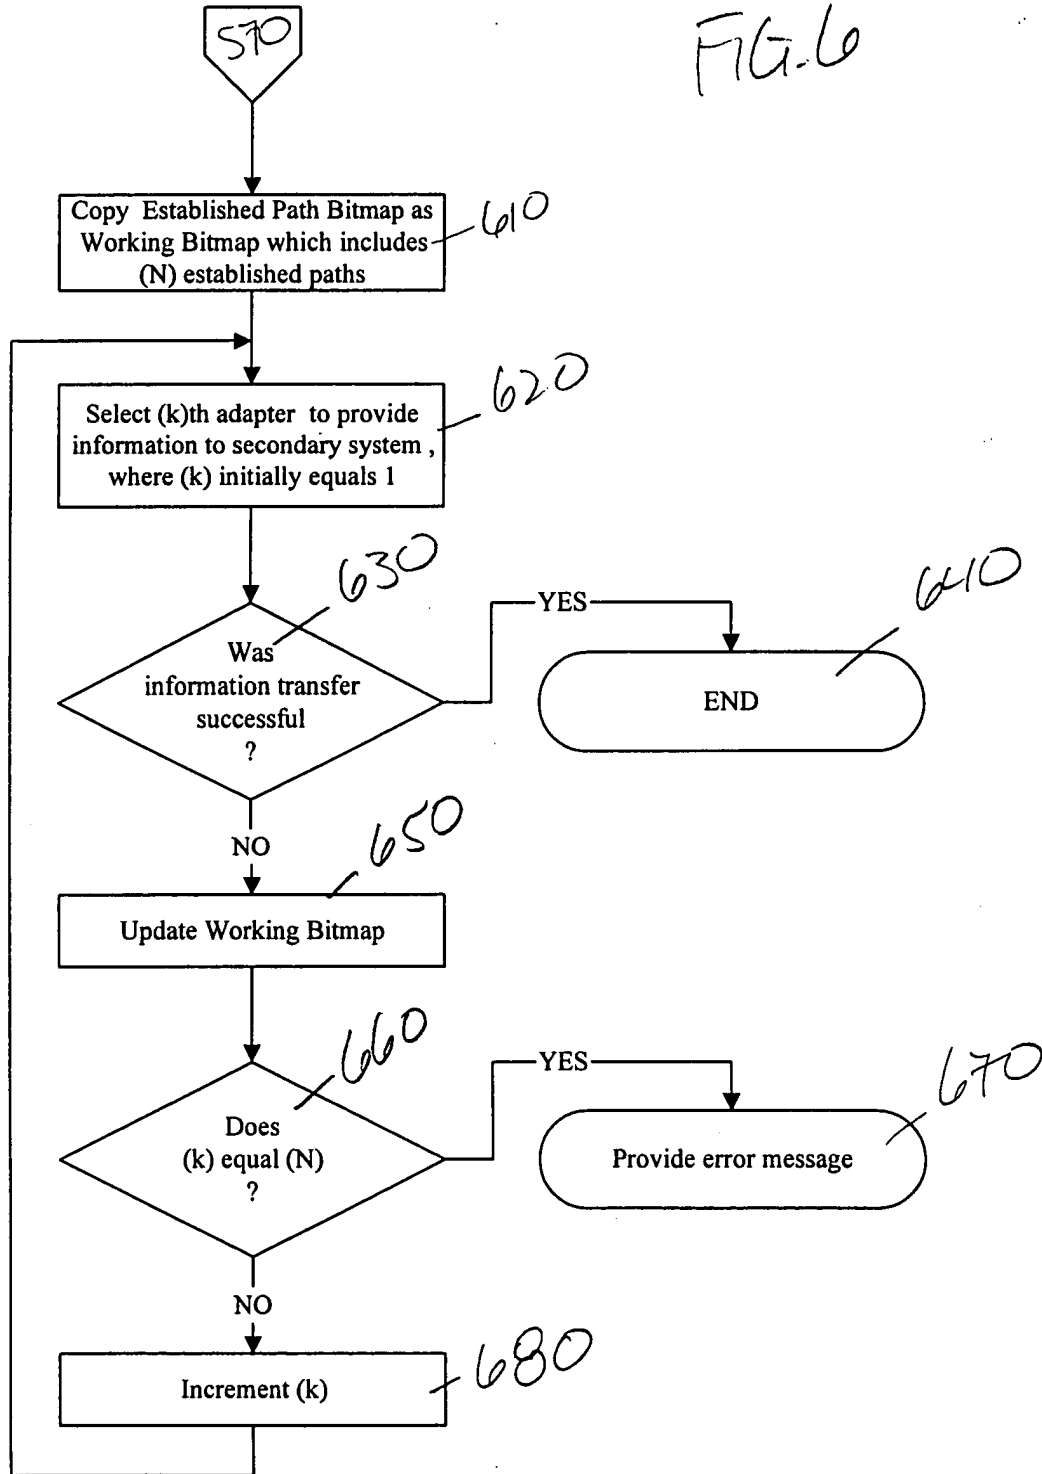 570
FIG.6
Copy Established Path Bitmap as
Working Bitmap which includes
(N) established paths
610
Select (k)th adapter to provide
information to secondary system ,
where (k) initially equals 1
620
630
Was
information transfer
successful
?
YES
640
END
NO
650
Update Working Bitmap
660
Does
(k) equal (N)
?
YES
670
Provide error message
NO
680
Increment (k)